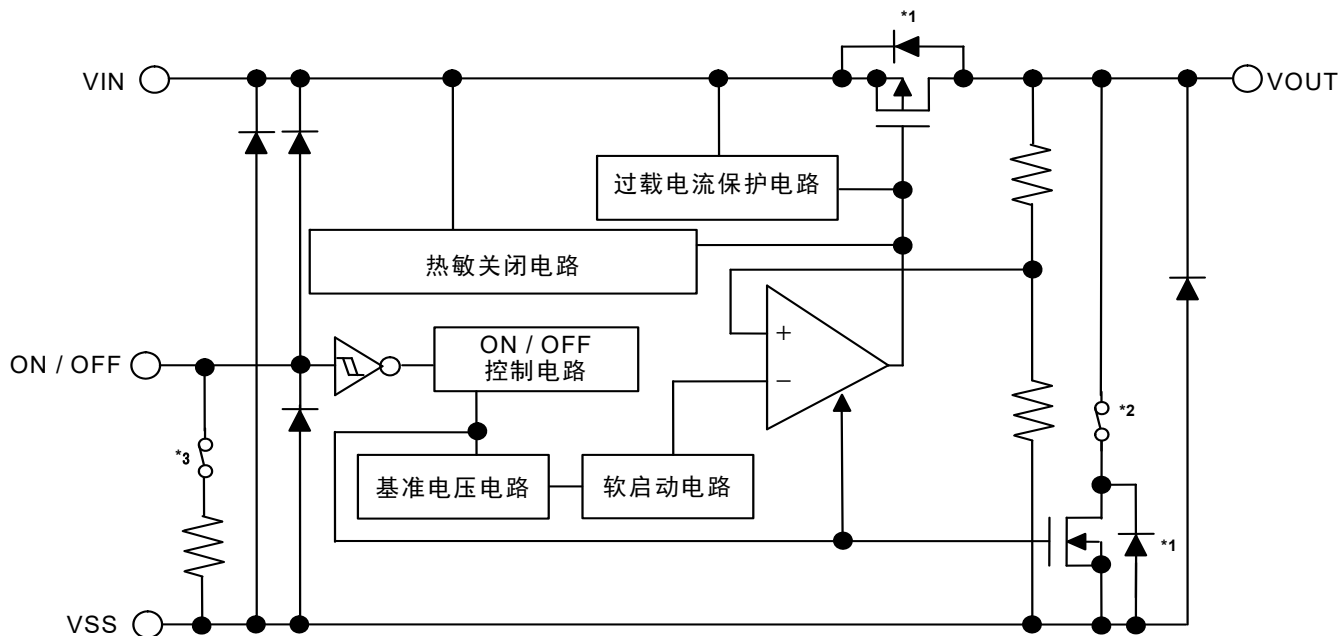 *1
VIN
VOUT
过载电流保护电路
热敏关闭电路
ON / OFF
ON / OFF
控制电路
+
−
*2
*3
基准电压电路
软启动电路
*1
VSS